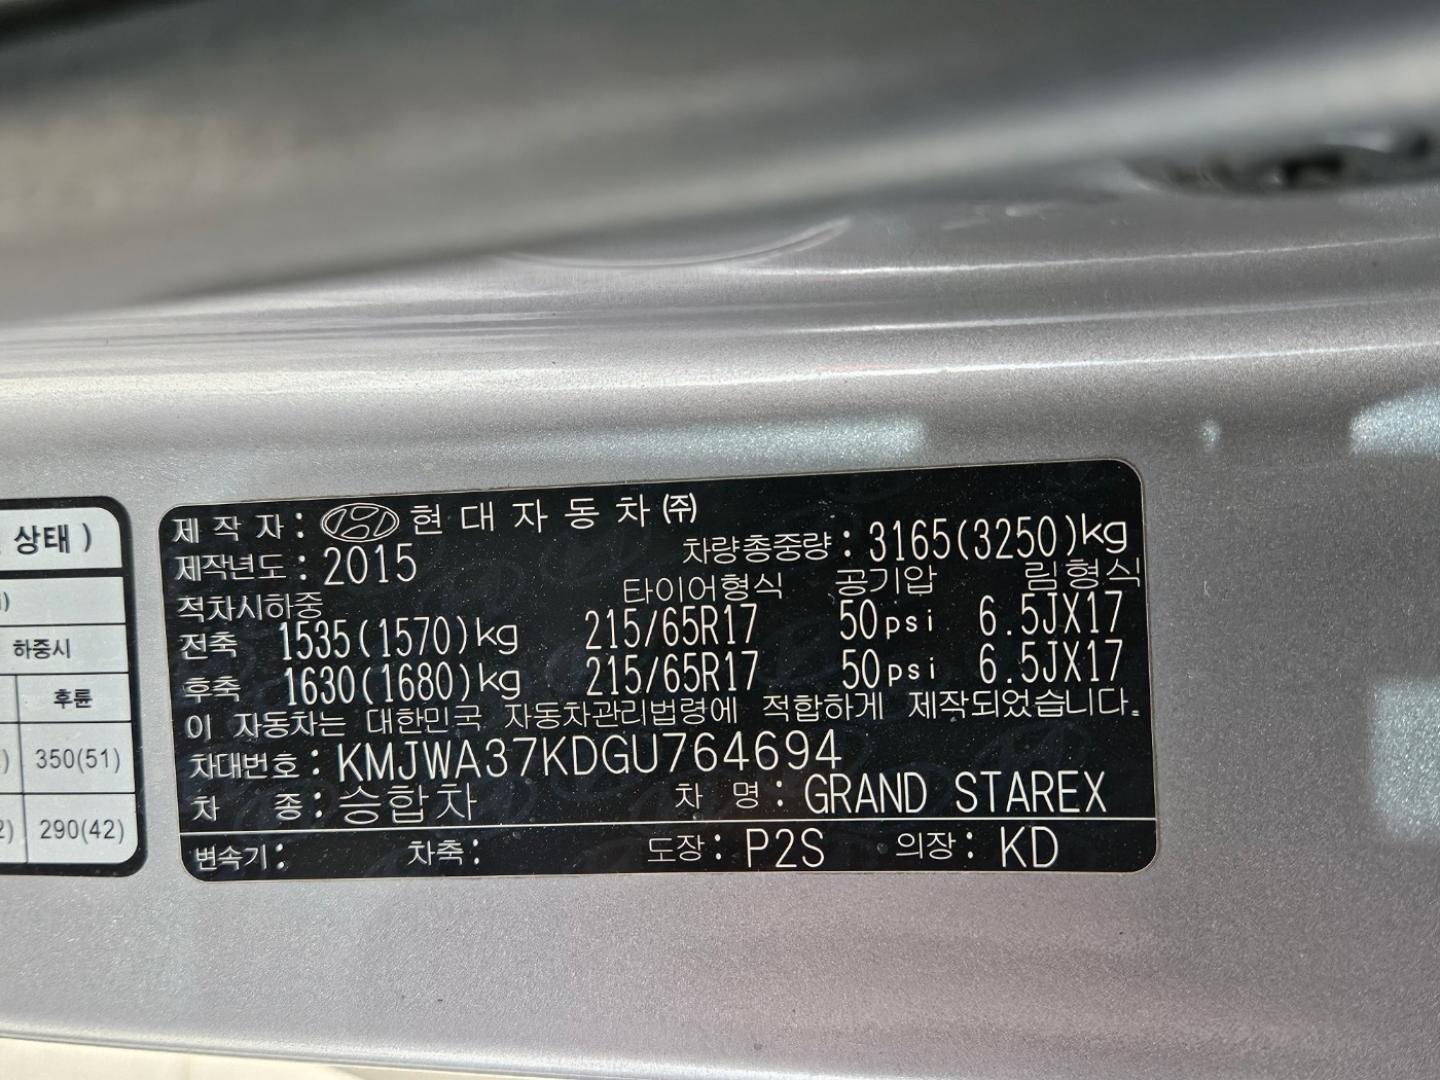 상태 )
)
하중시
후륜
) 350(51)
2) 290(42)
제 작 자 : 현 대 자 동 차 ㈜
제작년도 : 2015 차량총중량 : 3165(3250)kg
적차시하중 타이어형식 공기압 림형식
전축 1535(1570)kg 215/65R17 50psi 6.5JX17
후축 1630(1680)kg 215/65R17 50psi 6.5JX17
이 자동차는 대한민국 자동차관리법령에 적합하게 제작되었습니다.
차대번호 : KMJWA37KDGU764694
차 종 : 승합차 차 명 : GRAND STAREX
변속기 : 차축 : 도장 : P2S 의장 : KD